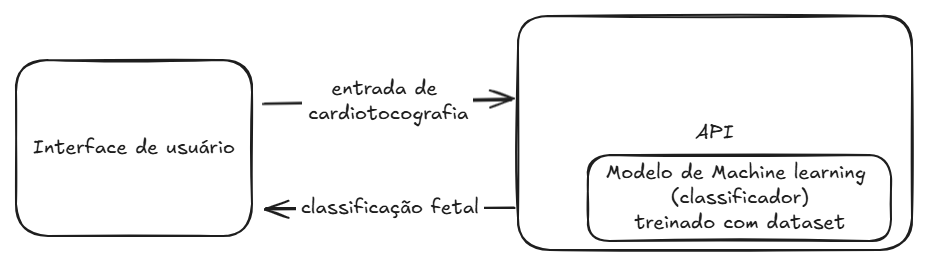 entrada de
cardiotocografia
Interface de usuário
classificação fetal
API
Modelo de Machine learning
(classificador)
treinado com dataset